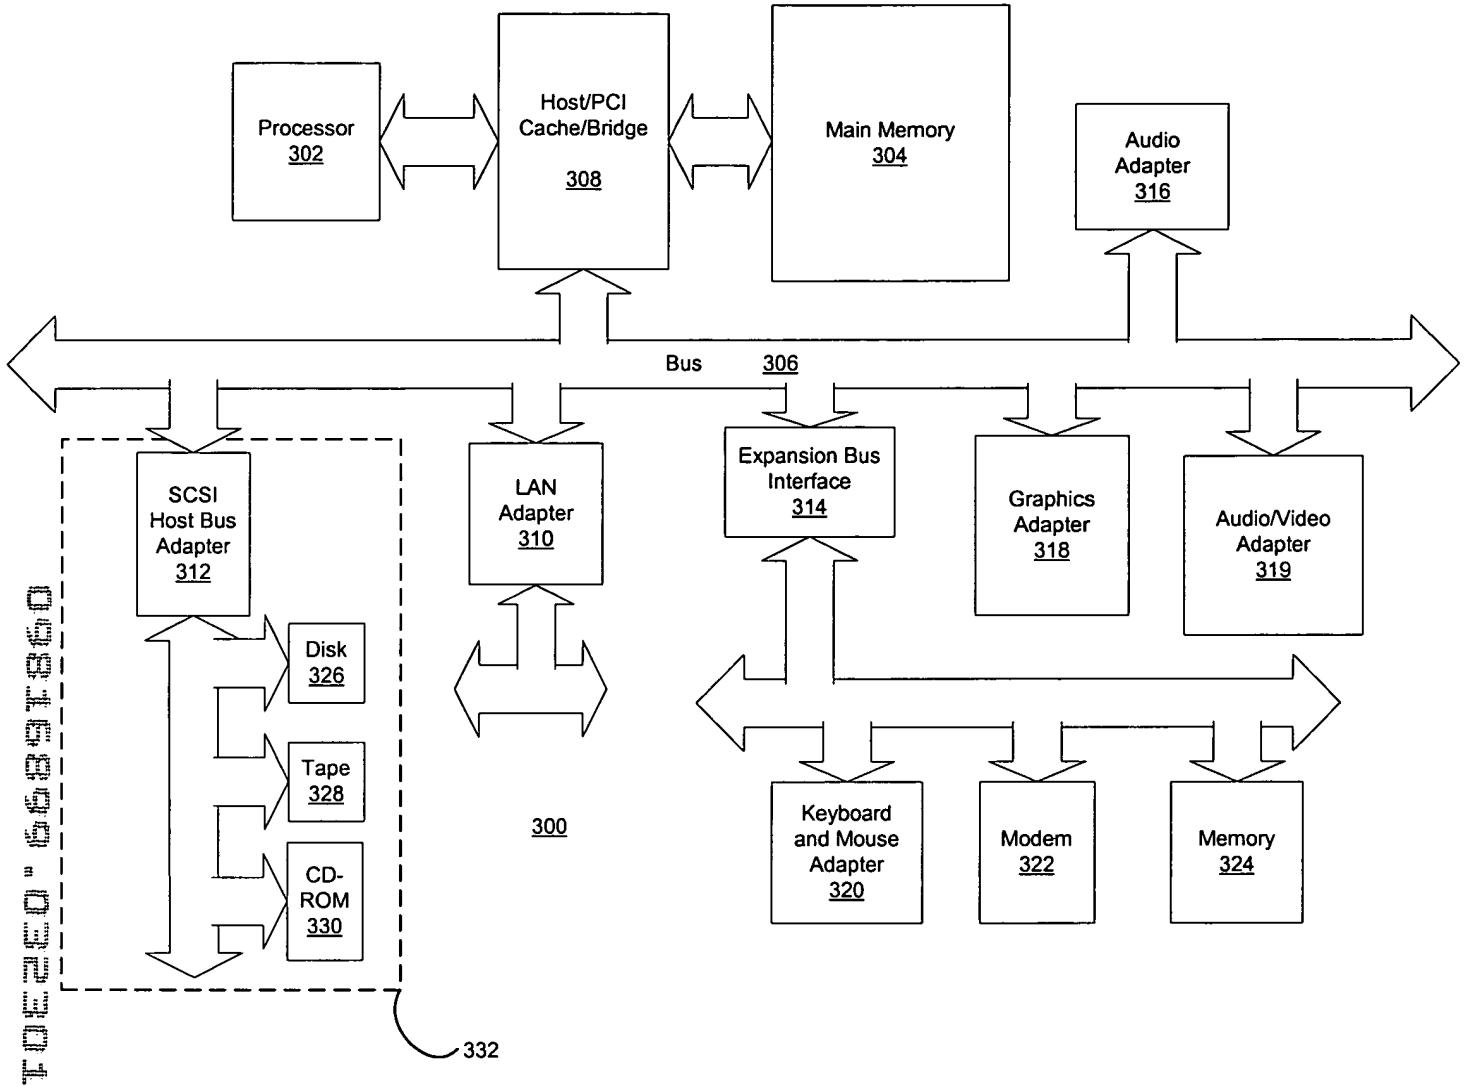 Processor
302
Host/PCI
Cache/Bridge
308
Main Memory
304
Audio
Adapter
316
Bus 306
SCSI
Host Bus
Adapter
312
LAN
Adapter
310
Expansion Bus
Interface
314
Graphics
Adapter
318
Audio/Video
Adapter
319
Disk
326
Tape
328
CD-
ROM
330
300
Keyboard
and Mouse
Adapter
320
Modem
322
Memory
324
332